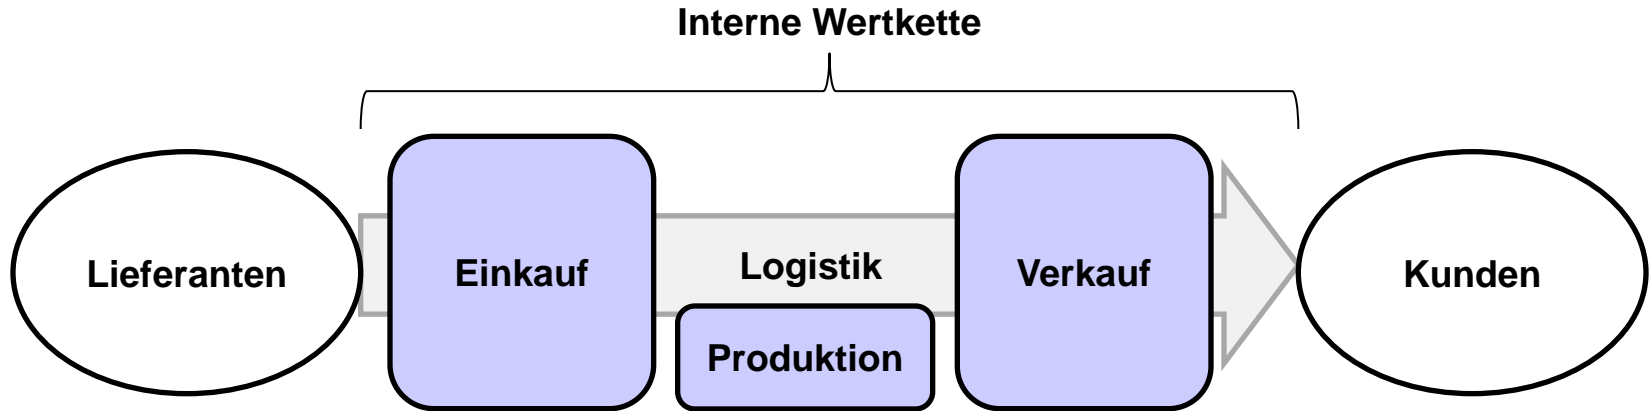 Interne Wertkette
Lieferanten
Einkauf
Logistik
Produktion
Verkauf
Kunden